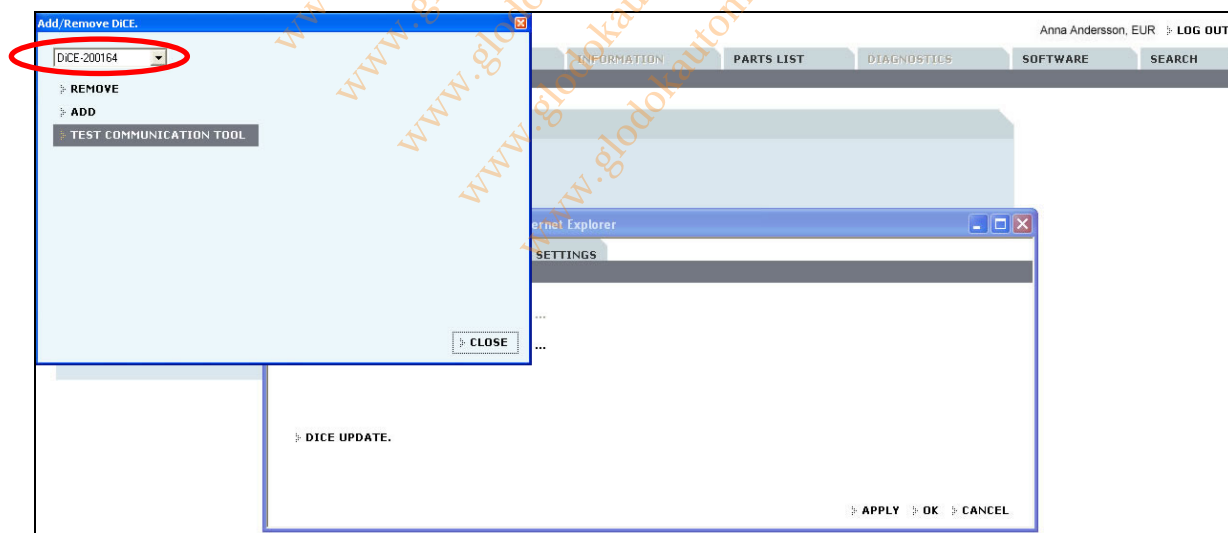 Add/Remove DiCE.
Anna Andersson, EUR LOG OUT
DiCE-200164
INFORMATION PARTS LIST DIAGNOSTICS SOFTWARE SEARCH
REMOVE
ADD
TEST COMMUNICATION TOOL
ernet Explorer
SETTINGS
...
CLOSE
...
DICE UPDATE.
APPLY OK CANCEL